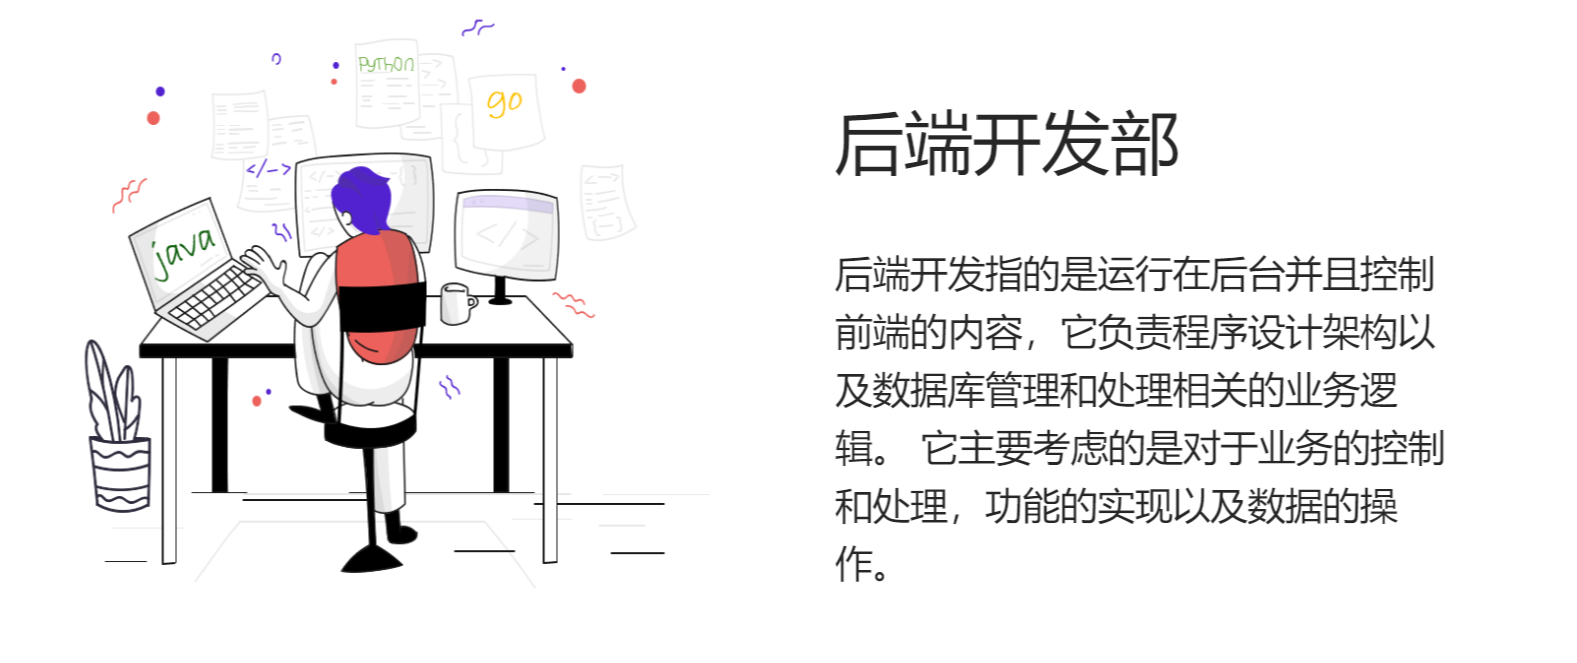 Python
go
</->
java
</>
后端开发部
后端开发指的是运行在后台并且控制
前端的内容，它负责程序设计架构以
及数据库管理和处理相关的业务逻
辑。 它主要考虑的是对于业务的控制
和处理，功能的实现以及数据的操
作。